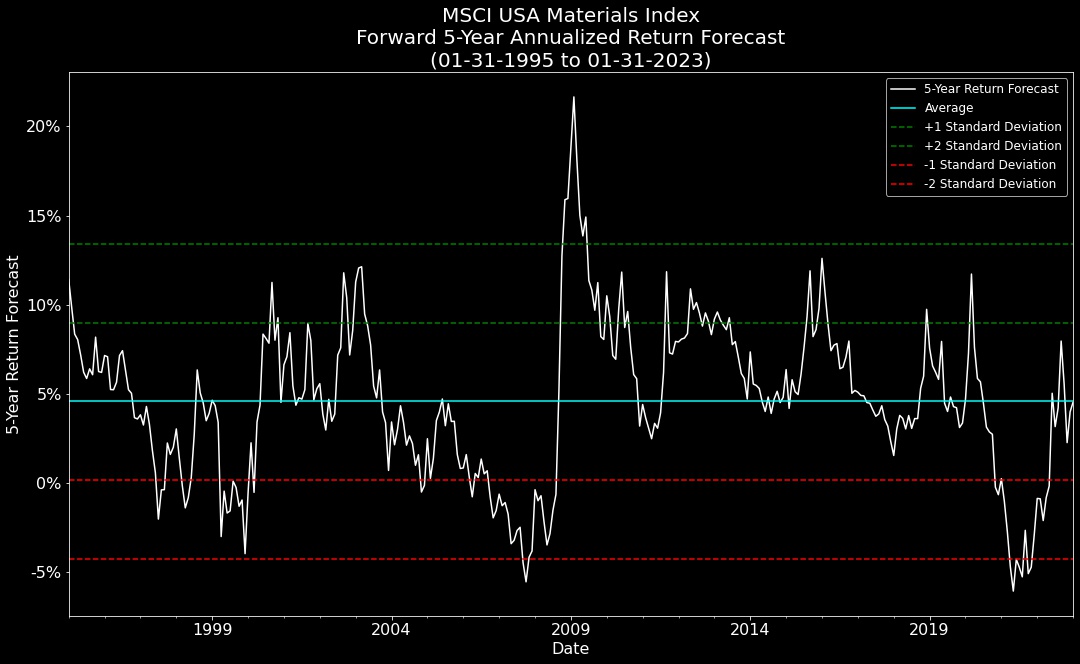 MSCI USA Materials Index
Forward 5-Year Annualized Return Forecast
(01-31-1995 to 01-31-2023)
5-Year Return Forecast
Average
+1 Standard Deviation
+2 Standard Deviation
-1 Standard Deviation
-2 Standard Deviation
5-Year Return Forecast
20%
15%
10%
5%
0%
-5%
1999 2004 2009 2014 2019
Date